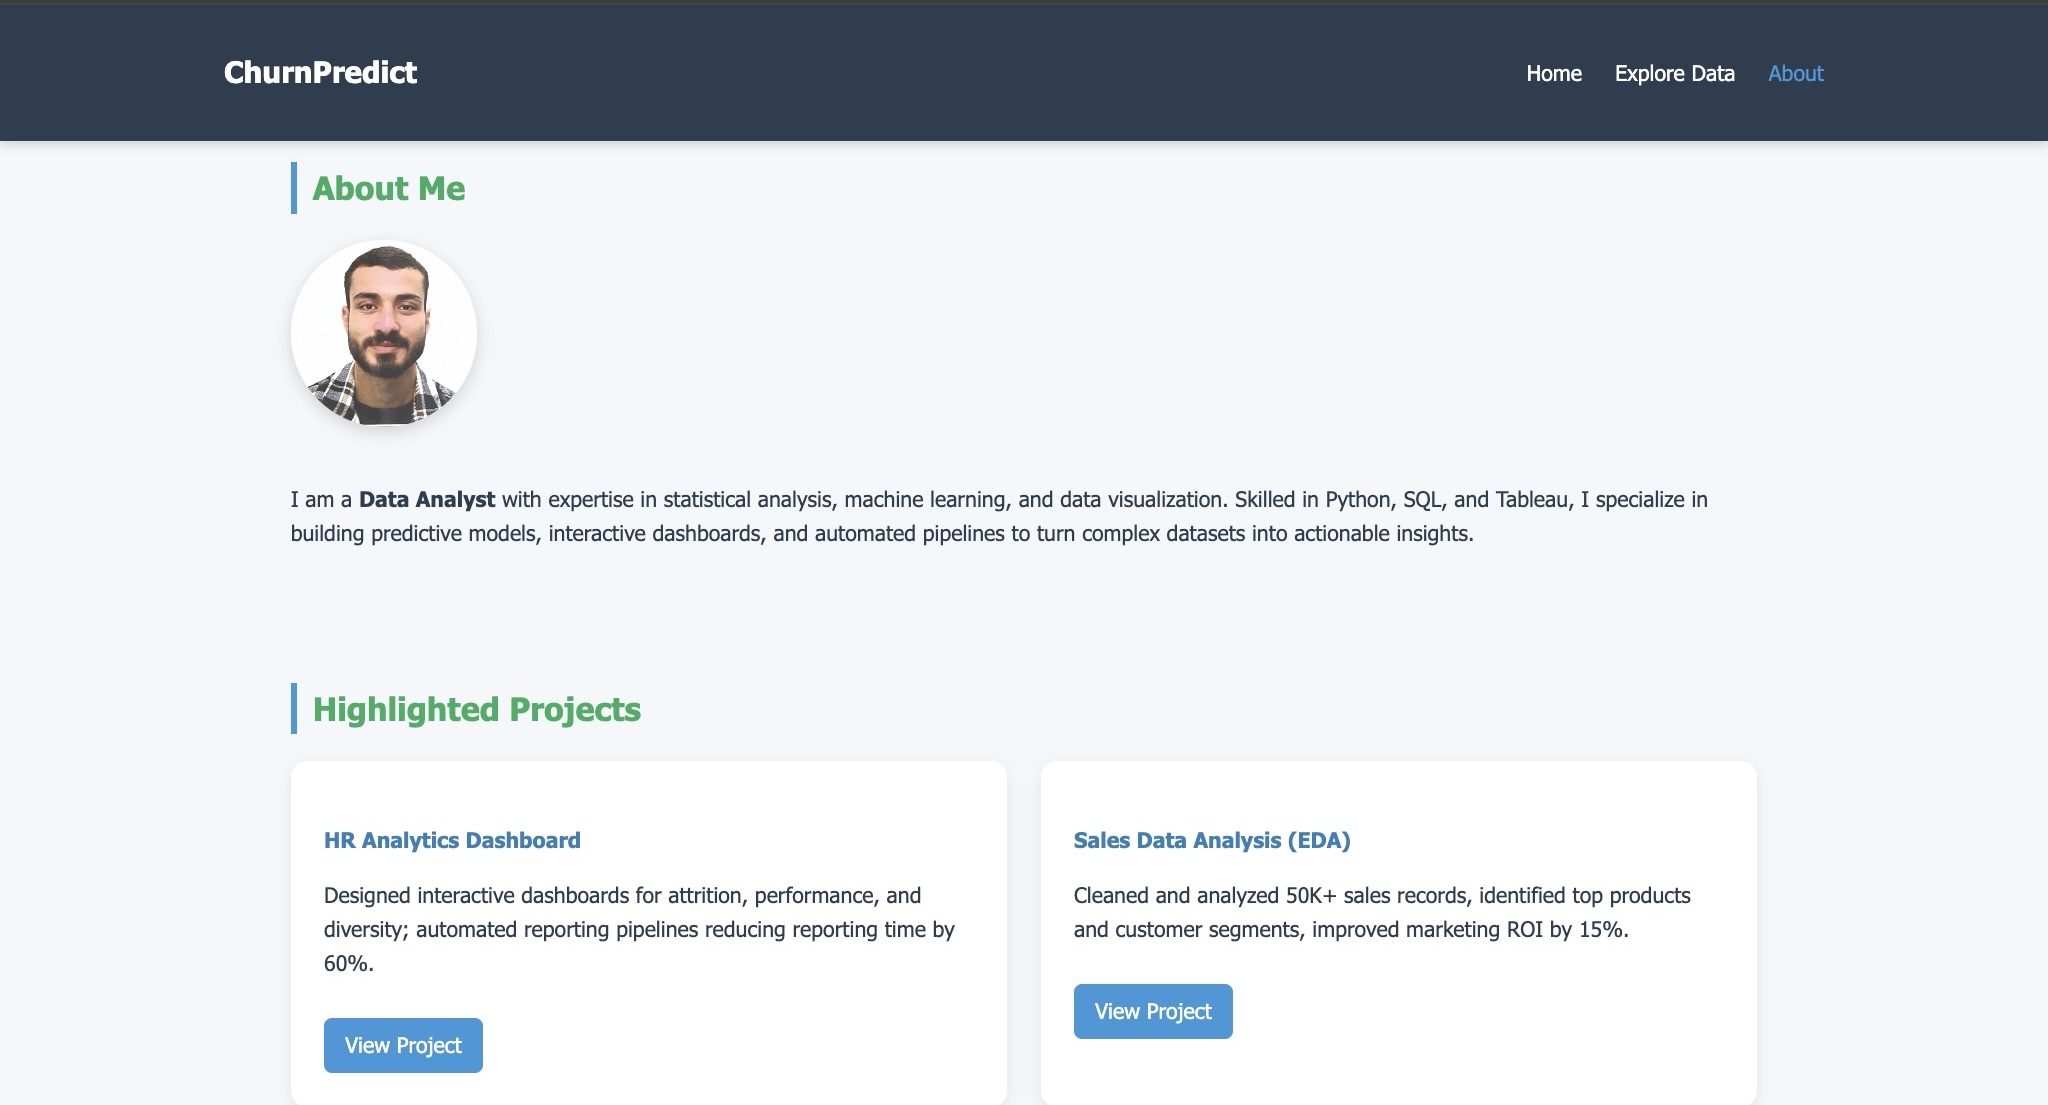 ChurnPredict
Home Explore Data About
About Me
I am a Data Analyst with expertise in statistical analysis, machine learning, and data visualization. Skilled in Python, SQL, and Tableau, I specialize in
building predictive models, interactive dashboards, and automated pipelines to turn complex datasets into actionable insights.
Highlighted Projects
HR Analytics Dashboard
Designed interactive dashboards for attrition, performance, and
diversity; automated reporting pipelines reducing reporting time by
60%.
View Project
Sales Data Analysis (EDA)
Cleaned and analyzed 50K+ sales records, identified top products
and customer segments, improved marketing ROI by 15%.
View Project